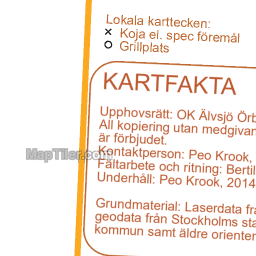 Lokala karttecken:
× Koja el. spec föremål
O Grillplats
KARTFAKTA
Upphovsrätt: OK Älvsjö Örb
All kopiering utan medgivan
är förbjudet.
Kontaktperson: Peo Krook,
Fältarbete och ritning: Bertil
Underhåll: Peo Krook, 2014
Grundmaterial: Laserdata fr
geodata från Stockholms sta
kommun samt äldre orienter
MapTiler.com